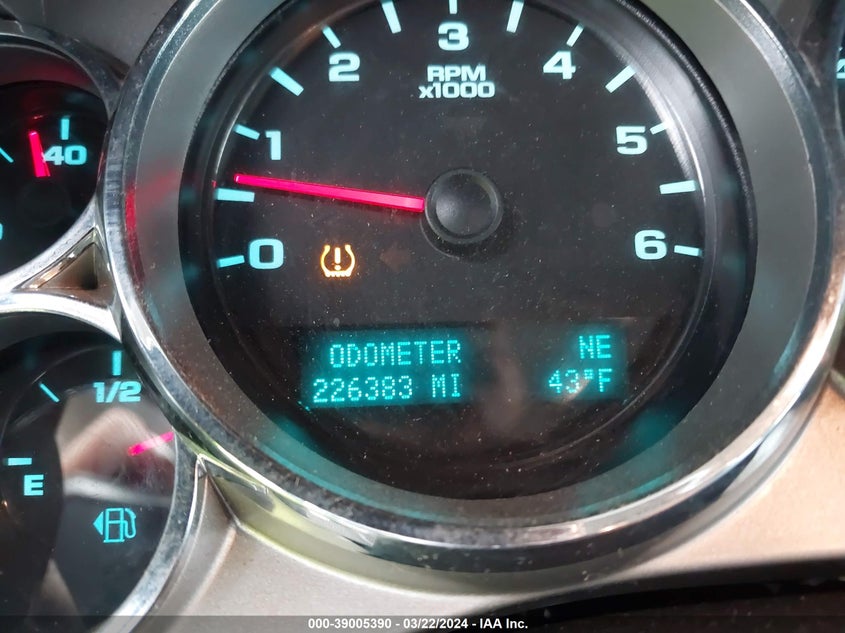 3
2
4
RPM
x1000
1
5
40
0
6
ODOMETER
NE
226383 MI
43°F
1/2
E
000-39005390 - 03/22/2024 - IAA Inc.